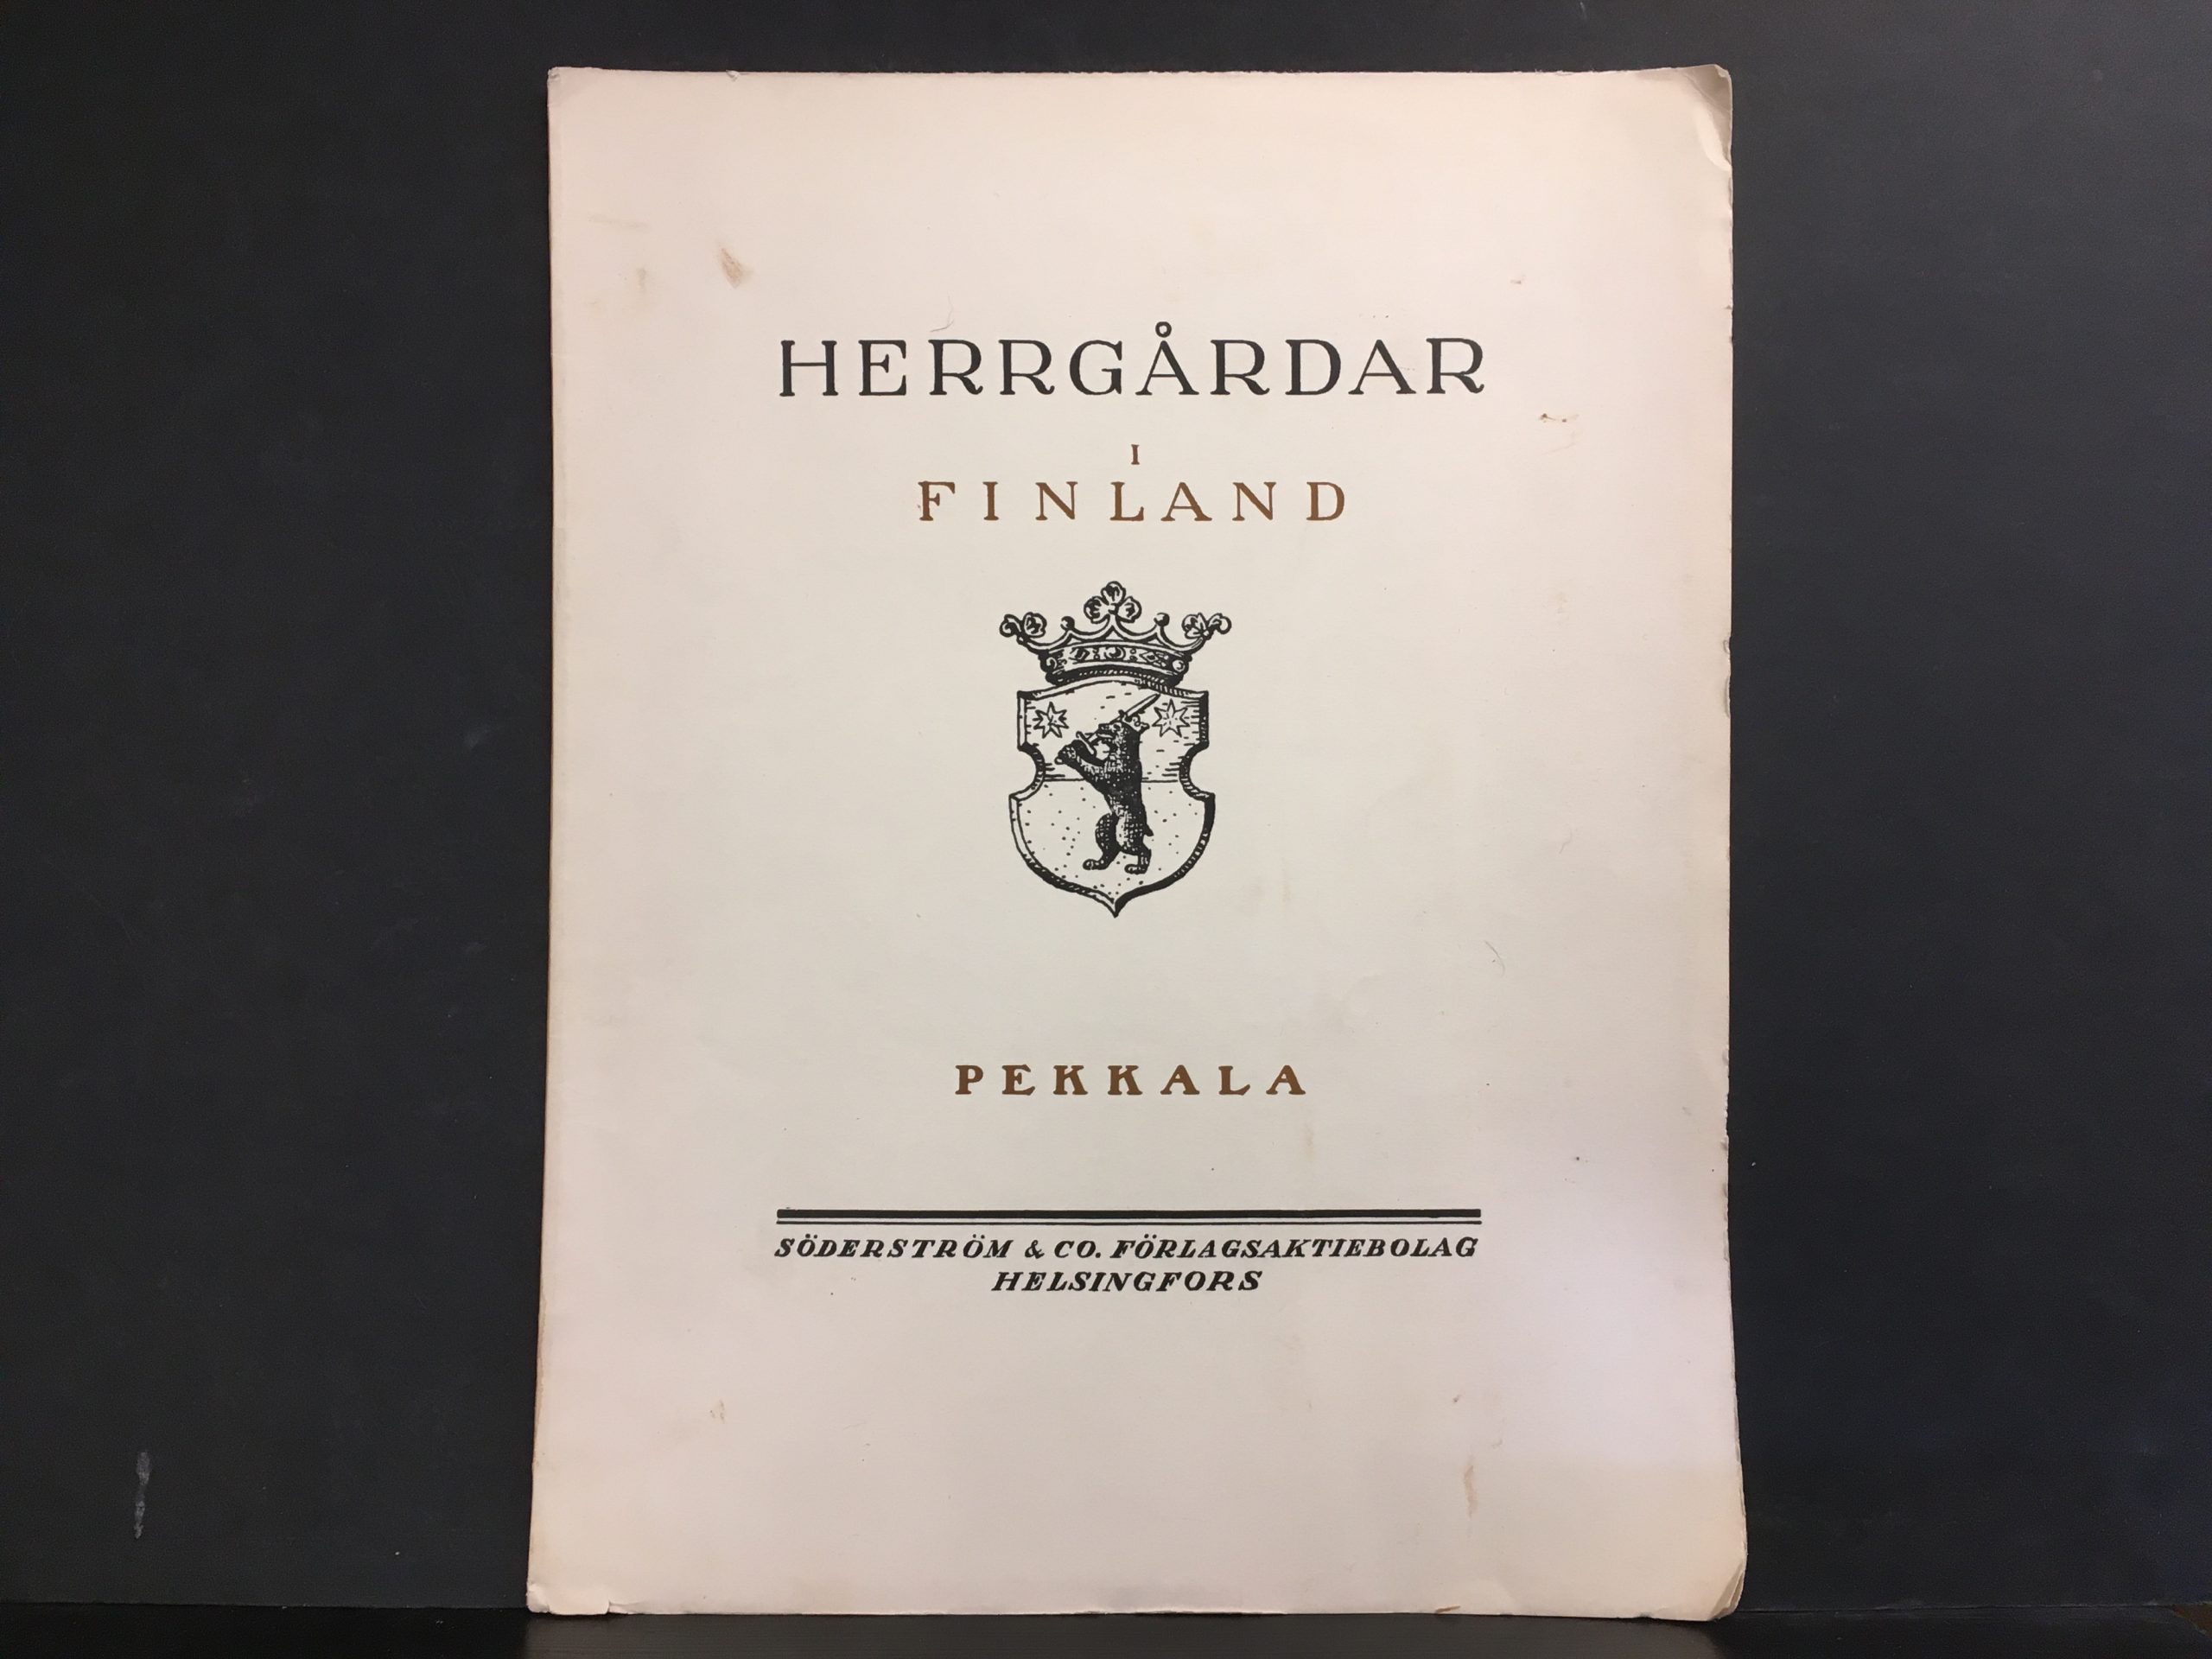 HERRGÅRDAR
I
FINLAND
PEKKALA
SÖDERSTRÖM & CO. FÖRLAGSAKTIEBOLAG
HELSINGFORS